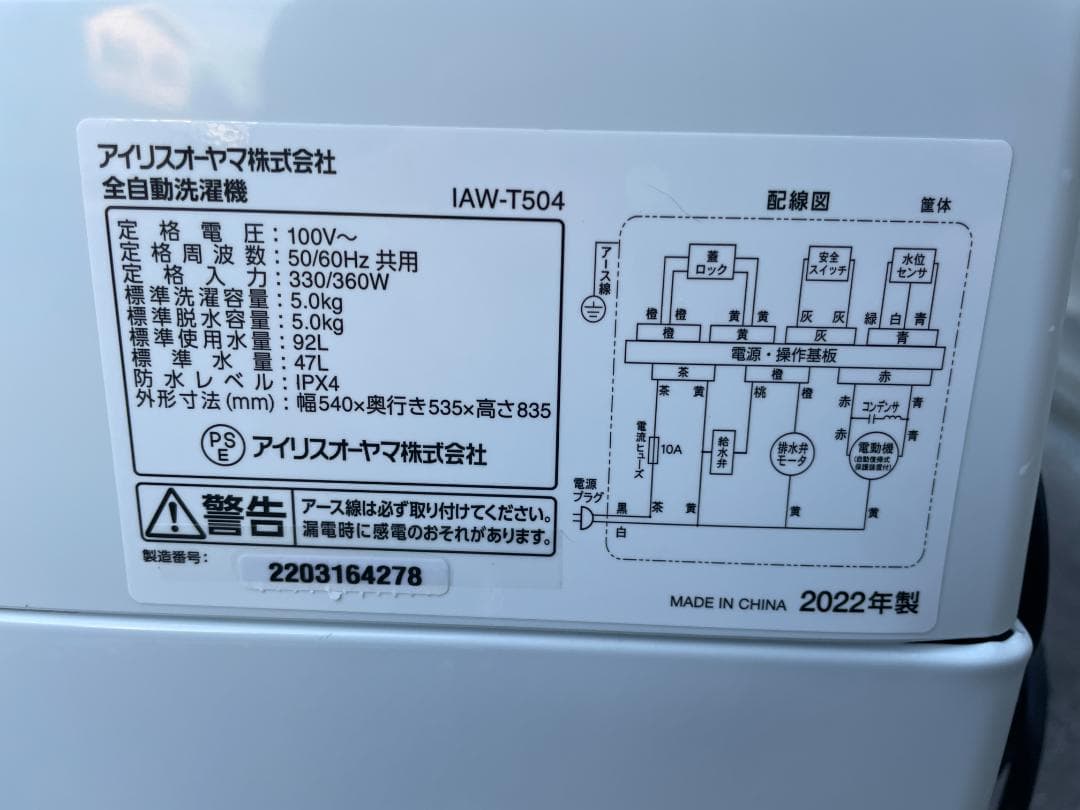 アイリスオーヤマ株式会社
全自動洗濯機
IAW-T504
定格電圧：100V～
定格周波数：50/60Hz 共用
定格入力：330/360W
標準洗濯容量：5.0kg
標準脱水容量：5.0kg
標準使用水量：92L
標準水量：47L
防水レベル：IPX4
外形寸法(mm)：幅540×奥行き535×高さ835
PS
E
アイリスオーヤマ株式会社
警告
アース線は必ず取り付けてください。
漏電時に感電のおそれがあります。
製造番号：
2203164278
配線図
筐体
アース線
蓋
ロック
安全
スイッチ
水位
センサ
橙 橙 黄 黄 灰 灰 緑 白 青
橙 黄 灰 青
電源・操作基板
茶 橙 赤
茶 黄 桃 橙 赤 青
コンデンサ
赤 青
電流ヒューズ
10A
給水弁
排水弁
モータ
電動機
(自動復帰式
保護装置付)
電源
プラグ
黒 茶 黄 黄 黄
白
MADE IN CHINA 2022年製